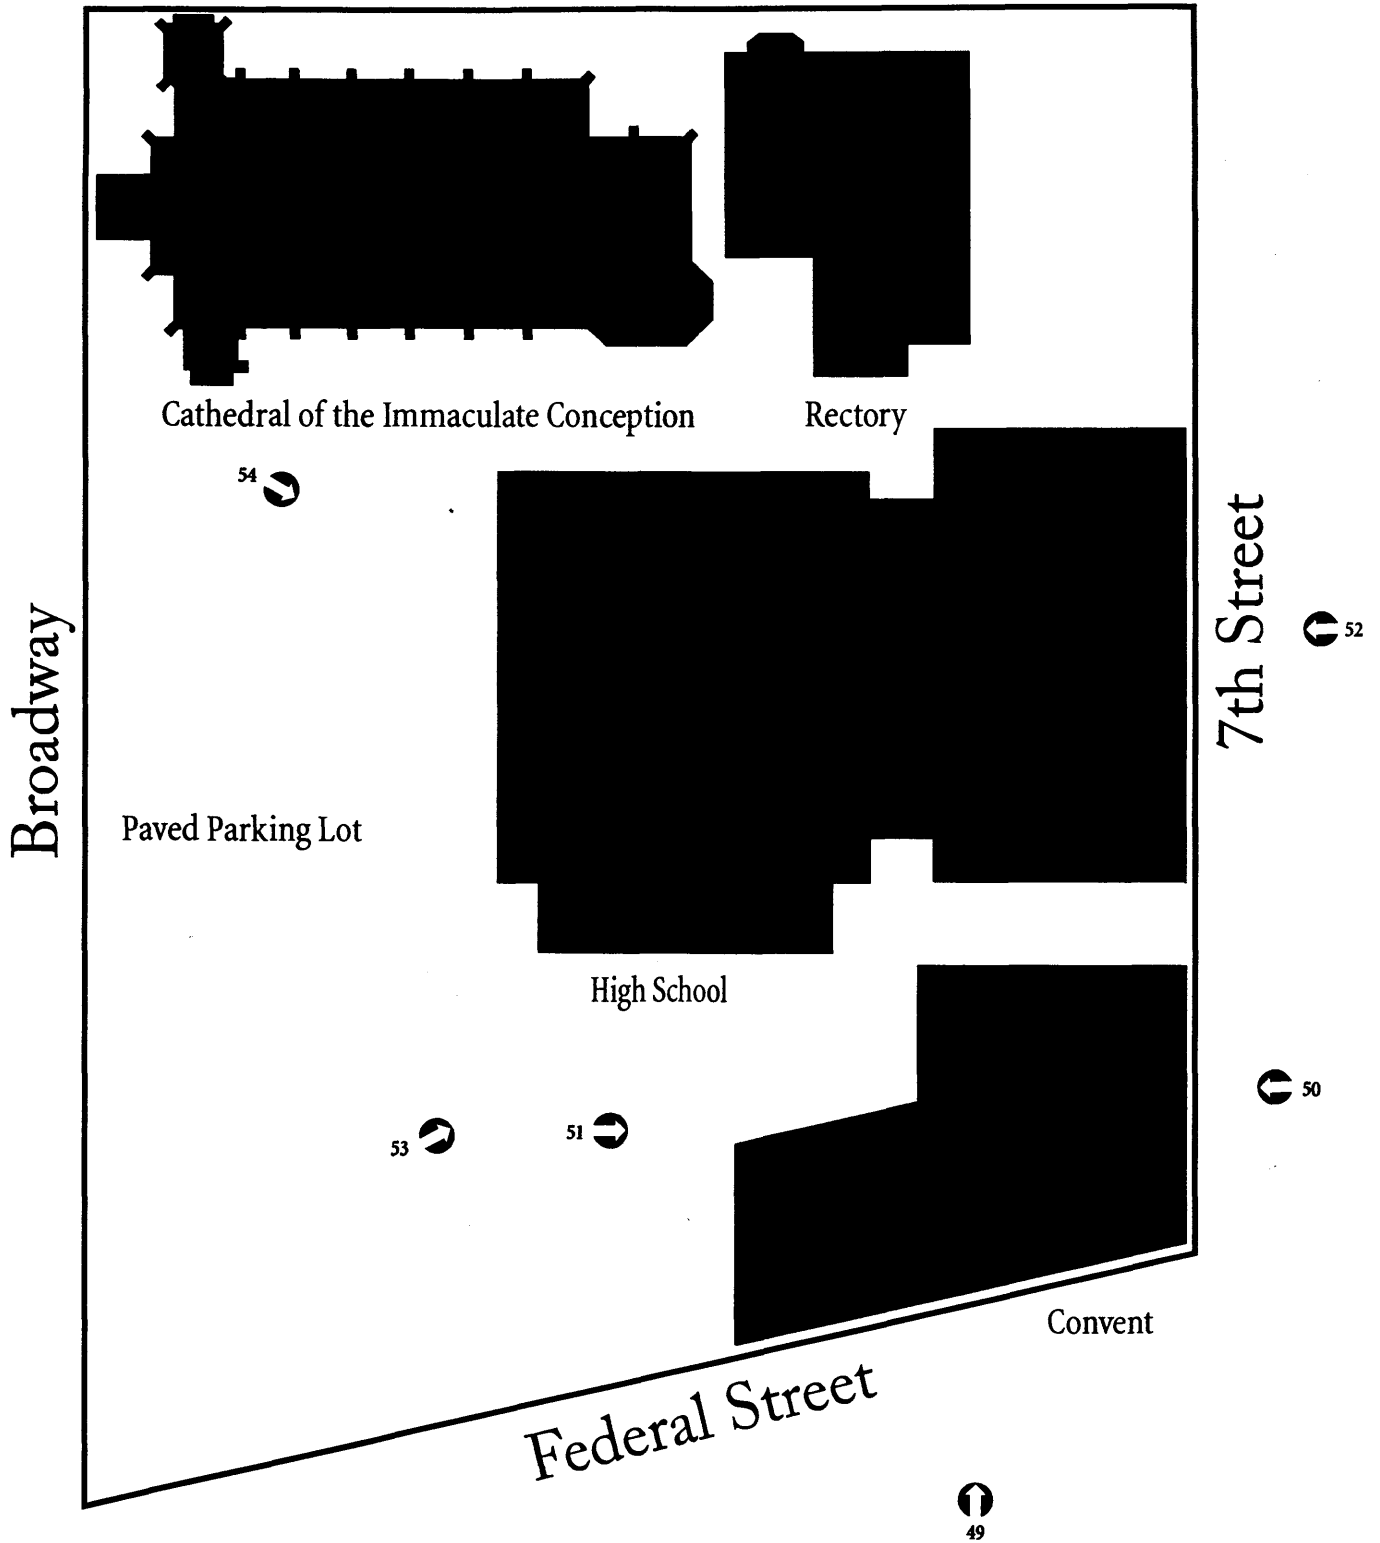 Cathedral of the Immaculate Conception
Rectory
54
7th Street
52
Broadway
Paved Parking Lot
High School
50
51
53
Convent
Federal Street
49